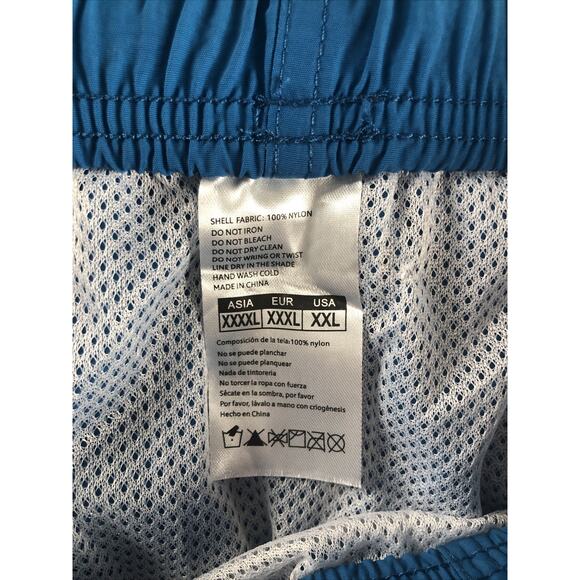 SHELL FABRIC: 100% NYLON
DO NOT IRON
DO NOT BLEACH
DO NOT DRY CLEAN
DO NOT WRING OR TWIST
LINE DRY IN THE SHADE
HAND WASH COLD
MADE IN CHINA
ASIA EUR USA
XXXXL XXXL XXL
Composición de la tela:100% nylon
No se puede planchar
No se puede planquear
Nada de tintoreria
No torcer la ropa con fuerza
Sécate en la sombra, por favor
Por favor, lávalo a mano con criogénesis
Hecho en China